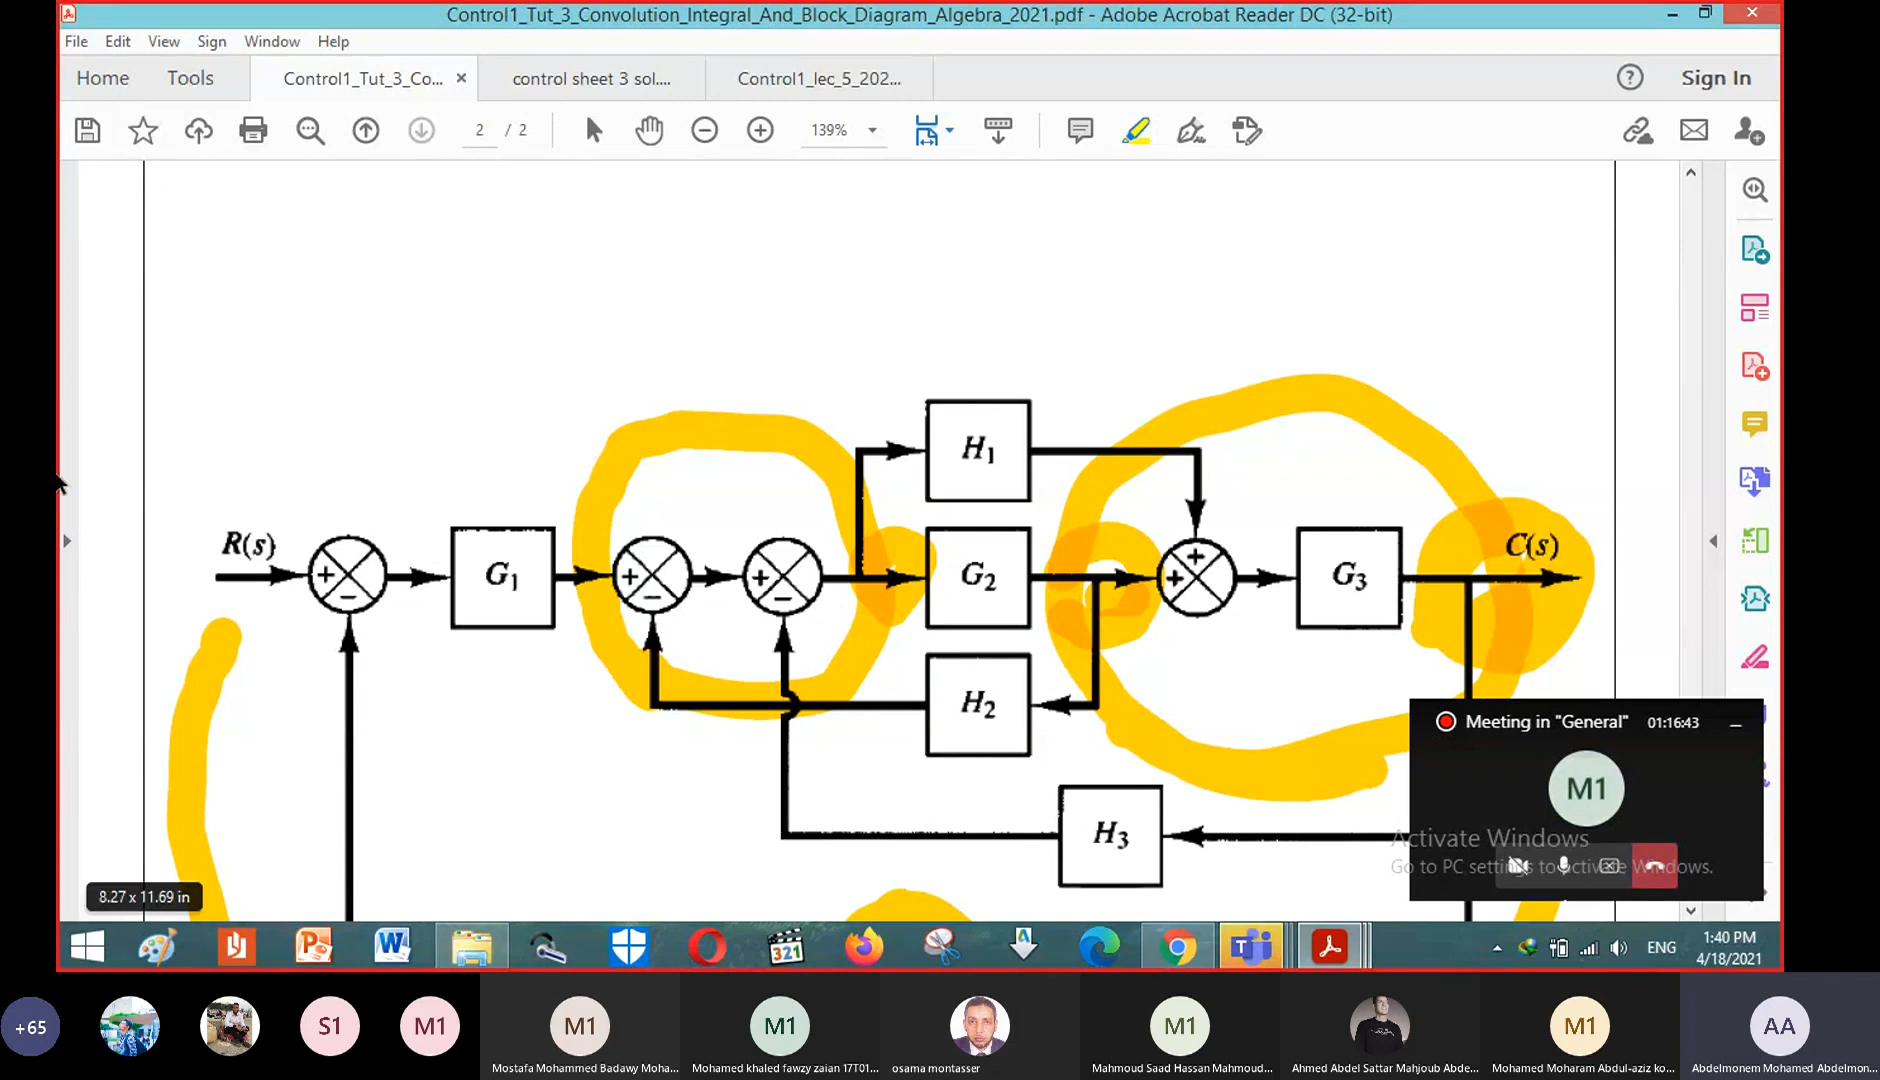 Control1_Tut_3_Convolution_Integral_And_Block_Diagram_Algebra_2021.pdf - Adobe Acrobat Reader DC (32-bit)
File Edit View Sign Window Help
Home Tools Control1_Tut_3_Co... × control sheet 3 sol.... Control1_lec_5_202... ? Sign In
2 / 2 139%
H1
R(s) + − G1 + − + − G2 + + G3 C(s)
H2
H3
Meeting in "General" 01:16:43
M1
Activate Windows
Go to PC settings to activate Windows.
8.27 x 11.69 in
321 ENG 1:40 PM
4/18/2021
+65 S1 M1 M1 M1 M1 M1 AA
Mostafa Mohammed Badawy Moha... Mohamed khaled fawzy zaian 17T01... osama montasser Mahmoud Saad Hassan Mahmoud... Ahmed Abdel Sattar Mahjoub Abde... Mohamed Moharam Abdul-aziz ko... Abdelmonem Mohamed Abdelmon...